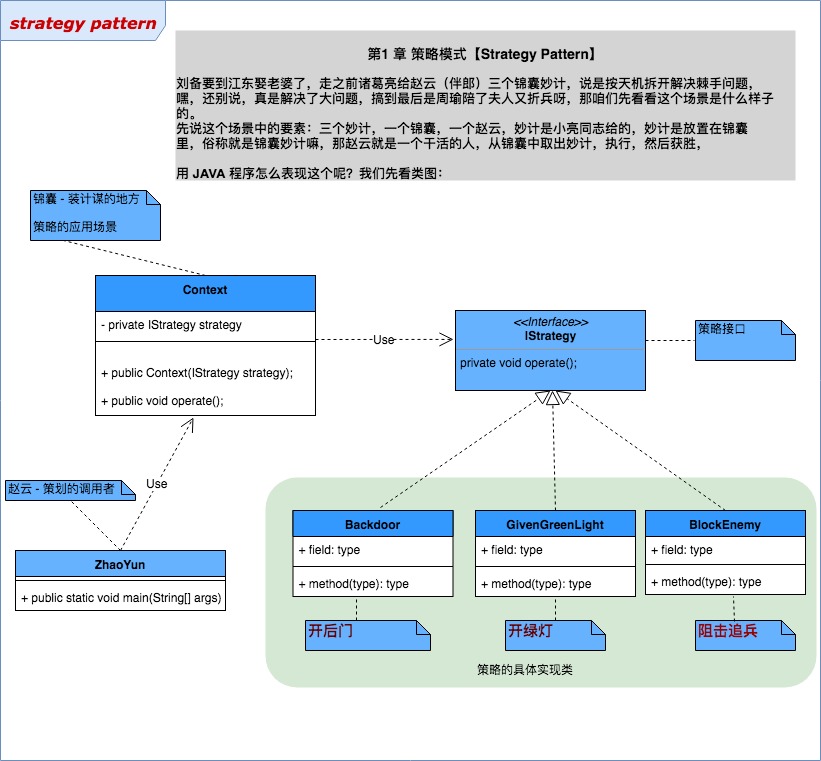 strategy pattern
第1 章 策略模式【Strategy Pattern】
刘备要到江东娶老婆了，走之前诸葛亮给赵云（伴郎）三个锦囊妙计，说是按天机拆开解决棘手问题，
嘿，还别说，真是解决了大问题，搞到最后是周瑜陪了夫人又折兵呀，那咱们先看看这个场景是什么样子
的。
先说这个场景中的要素：三个妙计，一个锦囊，一个赵云，妙计是小亮同志给的，妙计是放置在锦囊
里，俗称就是锦囊妙计嘛，那赵云就是一个干活的人，从锦囊中取出妙计，执行，然后获胜，
用 JAVA 程序怎么表现这个呢？我们先看类图：
锦囊 - 装计谋的地方
策略的应用场景
Context
- private IStrategy strategy
+ public Context(IStrategy strategy);
+ public void operate();
Use
<<Interface>>
IStrategy
private void operate();
策略接口
赵云 - 策划的调用者
Use
ZhaoYun
+ public static void main(String[] args)
Backdoor
+ field: type
+ method(type): type
开后门
GivenGreenLight
+ field: type
+ method(type): type
开绿灯
BlockEnemy
+ field: type
+ method(type): type
阻击追兵
策略的具体实现类